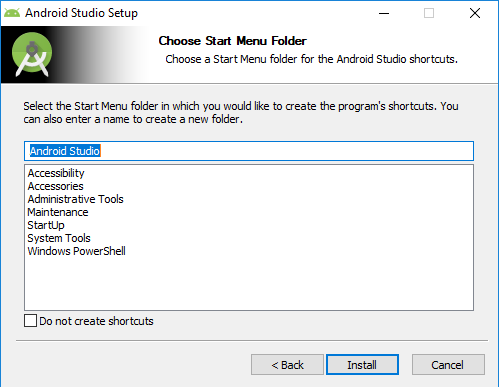 Android Studio Setup
Choose Start Menu Folder
Choose a Start Menu folder for the Android Studio shortcuts.
Select the Start Menu folder in which you would like to create the program's shortcuts. You
can also enter a name to create a new folder.
Android Studio
Accessibility
Accessories
Administrative Tools
Maintenance
StartUp
System Tools
Windows PowerShell
Do not create shortcuts
< Back
Install
Cancel